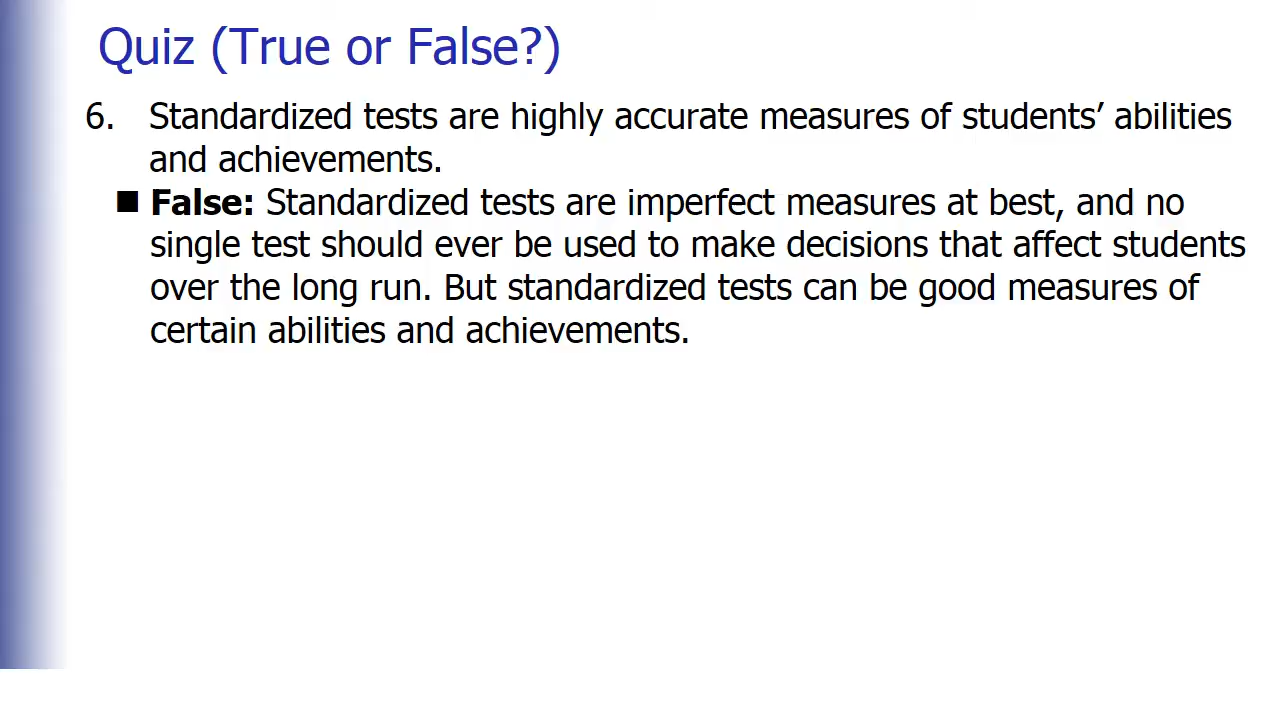 Quiz (True or False?)
6. Standardized tests are highly accurate measures of students’ abilities
and achievements.
■ False: Standardized tests are imperfect measures at best, and no
single test should ever be used to make decisions that affect students
over the long run. But standardized tests can be good measures of
certain abilities and achievements.